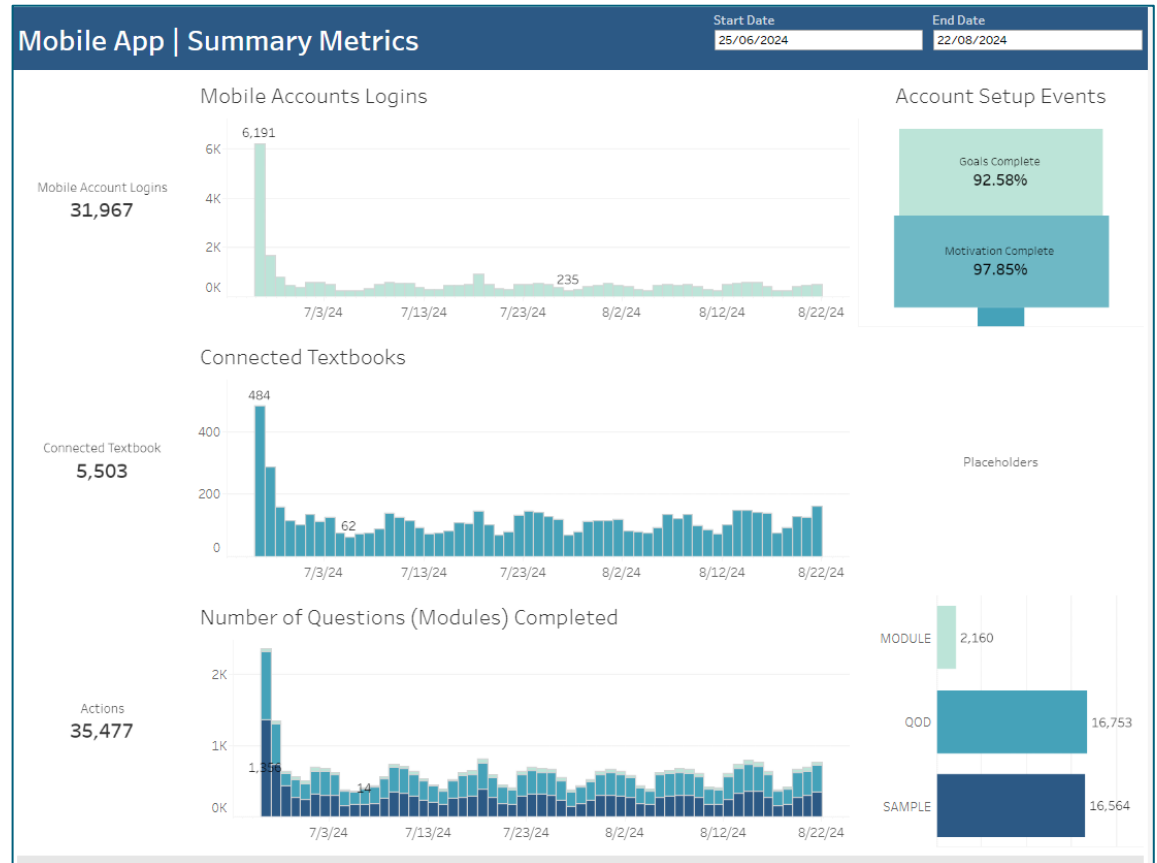 Mobile App | Summary Metrics
Start Date
25/06/2024
End Date
22/08/2024
Mobile Accounts Logins
Mobile Account Logins
31,967
6,191
6K
4K
2K
0K
235
7/3/24 7/13/24 7/23/24 8/2/24 8/12/24 8/22/24
Account Setup Events
Goals Complete
92.58%
Motivation Complete
97.85%
Connected Textbooks
Connected Textbook
5,503
484
400
200
0
62
7/3/24 7/13/24 7/23/24 8/2/24 8/12/24 8/22/24
Placeholders
Number of Questions (Modules) Completed
Actions
35,477
2K
1K
0K
1,356
14
7/3/24 7/13/24 7/23/24 8/2/24 8/12/24 8/22/24
MODULE 2,160
QOD 16,753
SAMPLE 16,564